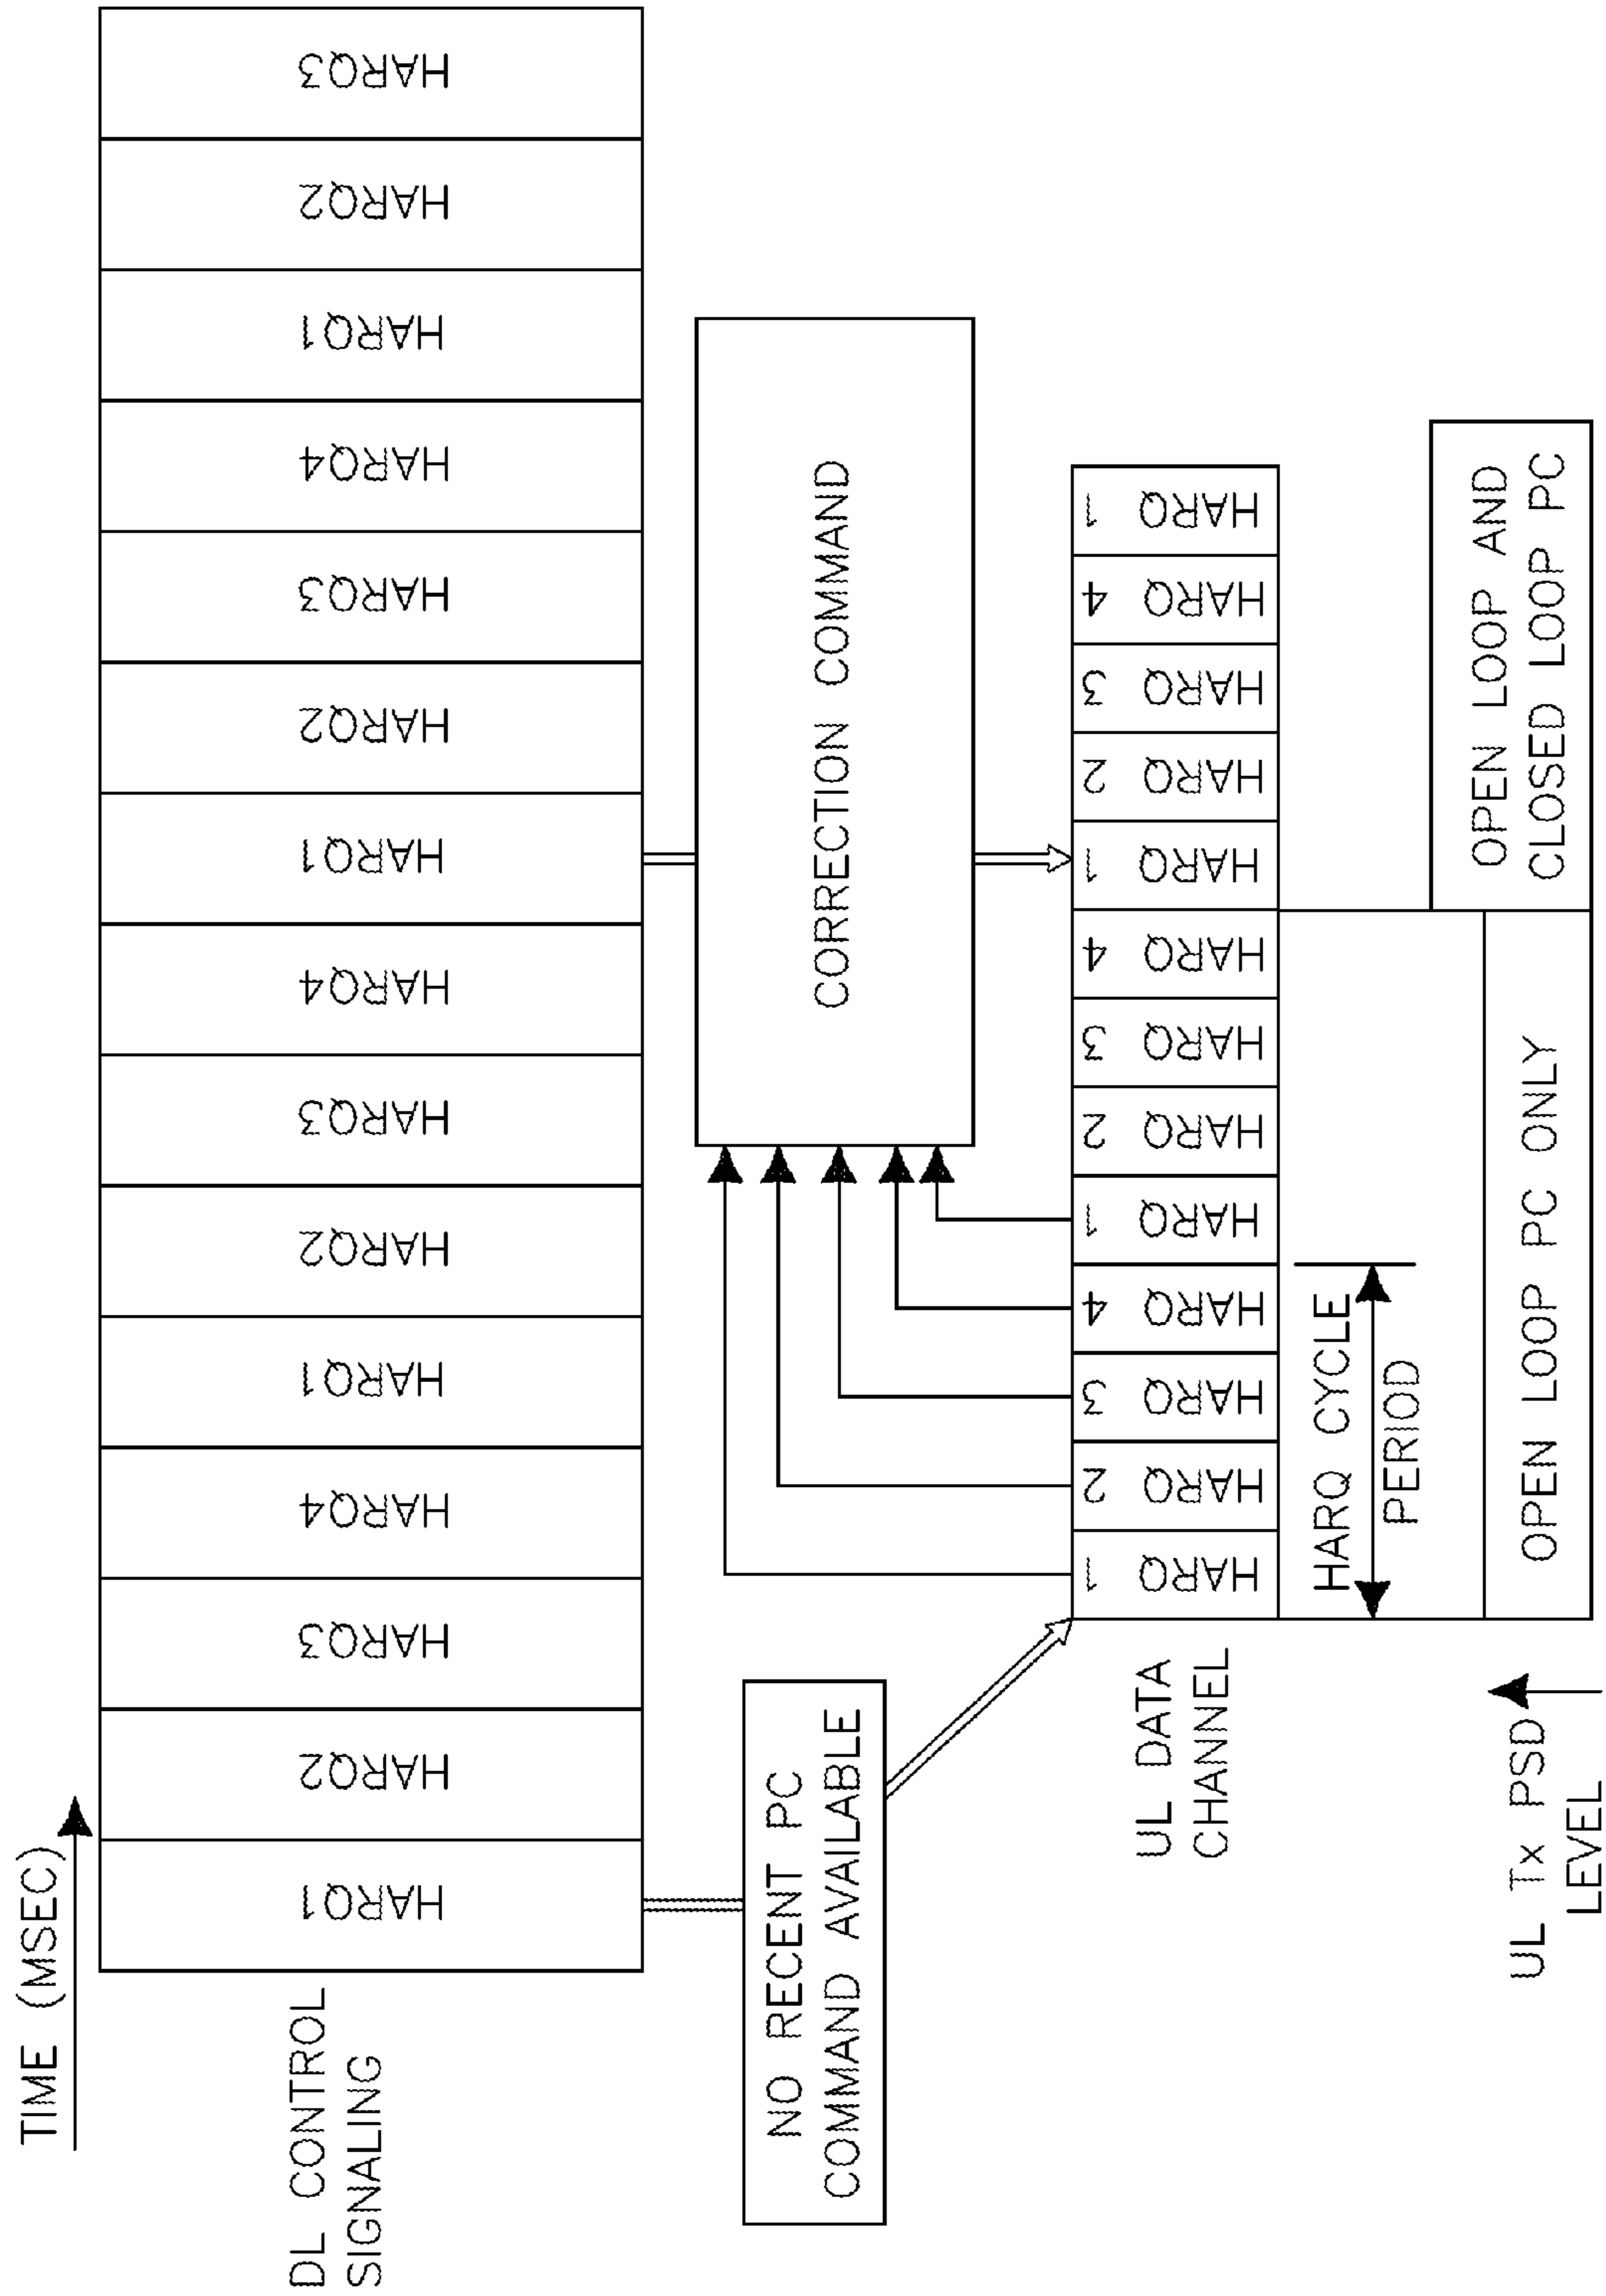 TIME (MSEC)
DL CONTROL
SIGNALING
HARQ1
HARQ2
HARQ3
HARQ4
HARQ1
HARQ2
HARQ3
HARQ4
HARQ1
HARQ2
HARQ3
HARQ4
HARQ1
HARQ2
HARQ3
NO RECENT PC
COMMAND AVAILABLE
CORRECTION COMMAND
UL DATA
CHANNEL
HARQ 1
HARQ 2
HARQ 3
HARQ 4
HARQ 1
HARQ 2
HARQ 3
HARQ 4
HARQ 1
HARQ 2
HARQ 3
HARQ 4
HARQ 1
HARQ CYCLE
PERIOD
UL Tx PSD
LEVEL
OPEN LOOP PC ONLY
OPEN LOOP AND
CLOSED LOOP PC